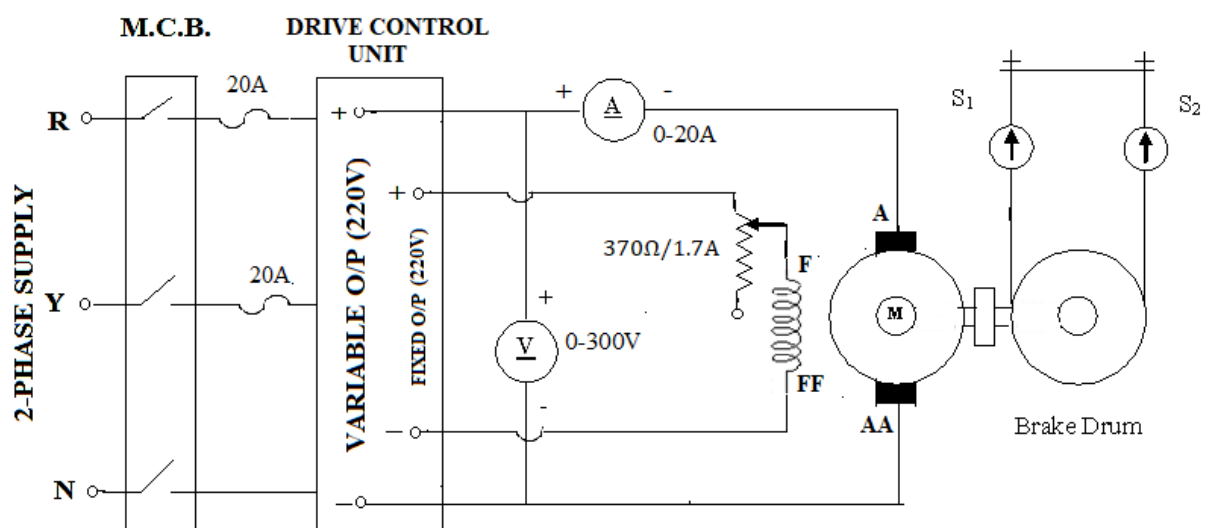 M.C.B.
DRIVE CONTROL
UNIT
20A
R
+
+
A
-
0-20A
S1
S2
2-PHASE SUPPLY
VARIABLE O/P (220V)
+
FIXED O/P (220V)
370Ω/1.7A
A
F
20A
Y
+
V
0-300V
M
FF
-
-
AA
Brake Drum
N
-